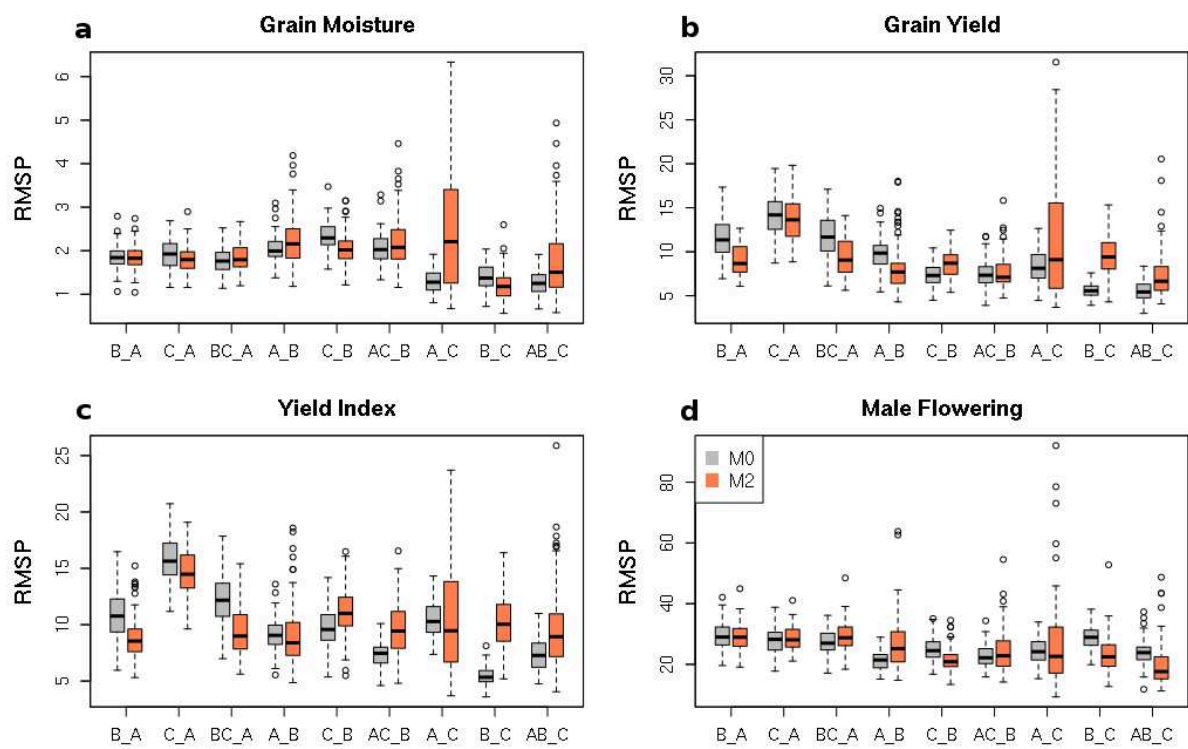 a Grain Moisture
RMSP
6
5
4
3
2
1
B_A C_A BC_A A_B C_B AC_B A_C B_C AB_C
b Grain Yield
RMSP
30
25
20
15
10
5
B_A C_A BC_A A_B C_B AC_B A_C B_C AB_C
c Yield Index
RMSP
25
20
15
10
5
B_A C_A BC_A A_B C_B AC_B A_C B_C AB_C
d Male Flowering
M0
M2
RMSP
80
60
40
20
B_A C_A BC_A A_B C_B AC_B A_C B_C AB_C